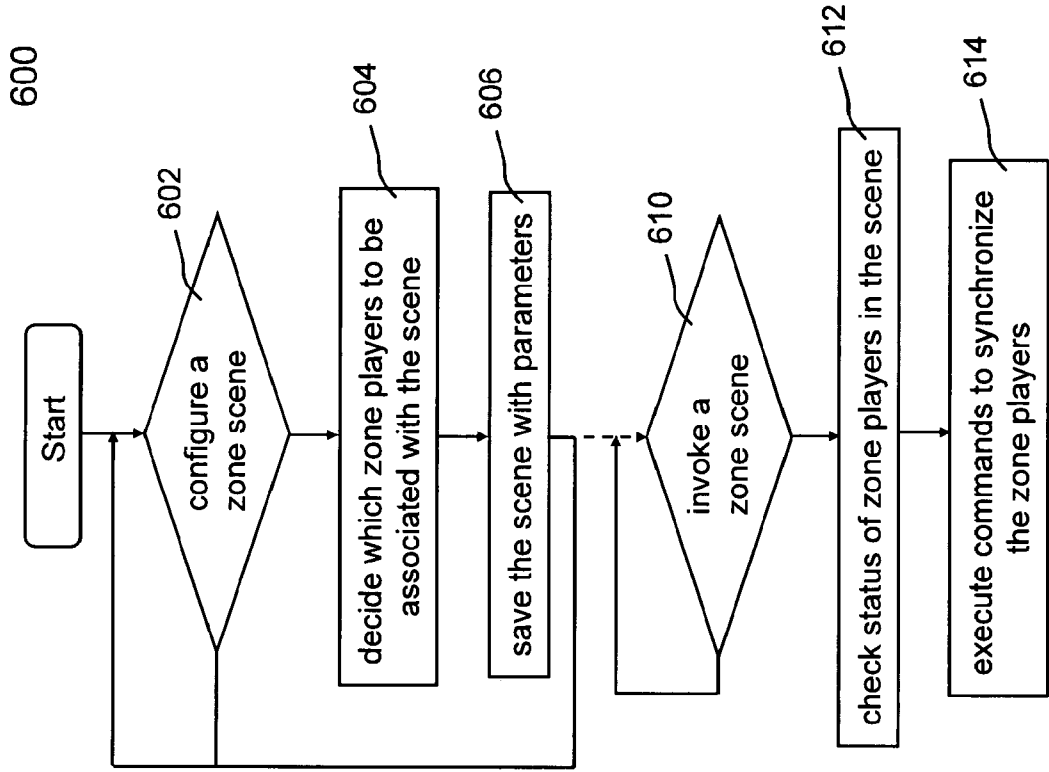 600
Start
602
configure a
zone scene
604
decide which zone players to be
associated with the scene
606
save the scene with parameters
610
invoke a
zone scene
612
check status of zone players in the scene
614
execute commands to synchronize
the zone players